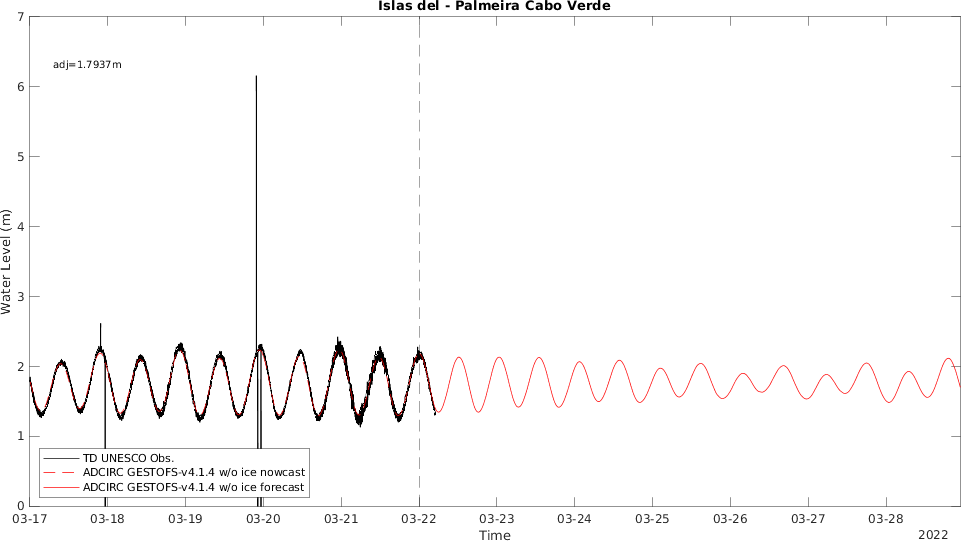 Islas del - Palmeira Cabo Verde
7
adj=1.7937m
6
5
4
3
2
1
0
Water Level (m)
TD UNESCO Obs.
ADCIRC GESTOFS-v4.1.4 w/o ice nowcast
ADCIRC GESTOFS-v4.1.4 w/o ice forecast
03-17 03-18 03-19 03-20 03-21 03-22 03-23 03-24 03-25 03-26 03-27 03-28
Time
2022